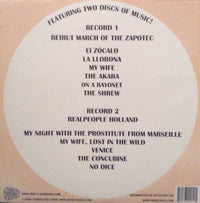 FEATURING TWO DISCS OF MUSIC!
RECORD 1
BEIRUT MARCH OF THE ZAPOTEC
El ZÓCALO
LA LLORONA
MY WIFE
THE AKARA
ON A BAYONET
THE SHREW
RECORD 2
REALPEOPLE HOLLAND
MY NIGHT WITH THE PROSTITUTE FROM MARSEILLE
MY WIFE, LOST IN THE WILD
VENICE
THE CONCUBINE
NO DICE